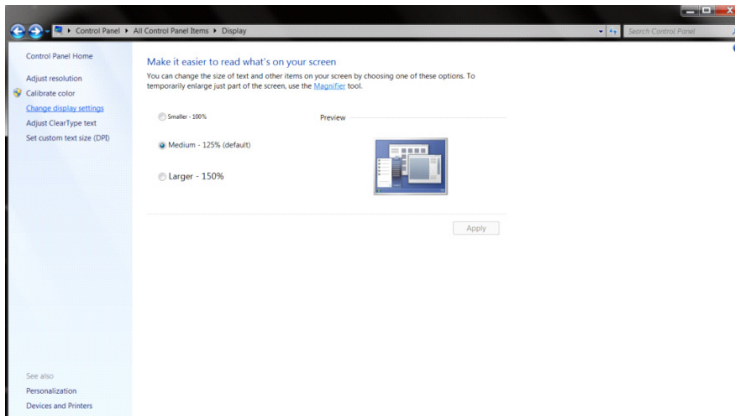 Control Panel ▸ All Control Panel Items ▸ Display
Search Control Panel
Control Panel Home
Adjust resolution
Calibrate color
Change display settings
Adjust ClearType text
Set custom text size (DPI)
See also
Personalization
Devices and Printers
Make it easier to read what's on your screen
You can change the size of text and other items on your screen by choosing one of these options. To
temporarily enlarge just part of the screen, use the Magnifier tool.
Smaller - 100%
Medium - 125% (default)
Larger - 150%
Preview
Apply